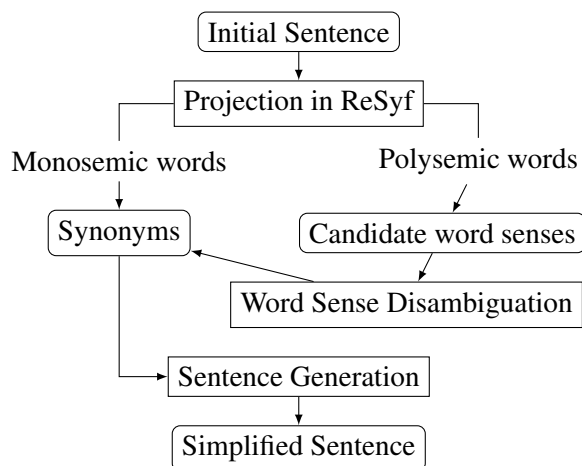 Initial Sentence
Projection in ReSyf
Monosemic words
Polysemic words
Synonyms
Candidate word senses
Word Sense Disambiguation
Sentence Generation
Simplified Sentence